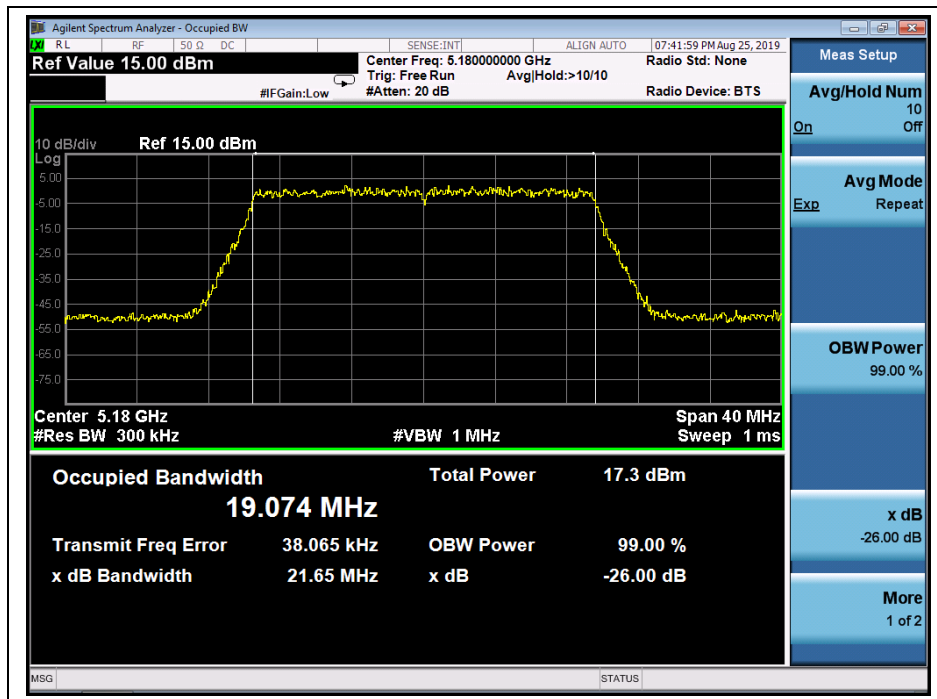 Agilent Spectrum Analyzer - Occupied BW
LXI RL RF 50 Ω DC SENSE:INT ALIGN AUTO 07:41:59 PM Aug 25, 2019
Ref Value 15.00 dBm
Center Freq: 5.180000000 GHz Radio Std: None
Trig: Free Run Avg|Hold:>10/10
#IFGain:Low #Atten: 20 dB Radio Device: BTS
10 dB/div Ref 15.00 dBm
Log
5.00
-5.00
-15.0
-25.0
-35.0
-45.0
-55.0
-65.0
-75.0
Center 5.18 GHz Span 40 MHz
#Res BW 300 kHz #VBW 1 MHz Sweep 1 ms
Occupied Bandwidth Total Power 17.3 dBm
19.074 MHz
Transmit Freq Error 38.065 kHz OBW Power 99.00 %
x dB Bandwidth 21.65 MHz x dB -26.00 dB
MSG STATUS
Meas Setup
Avg/Hold Num
10
On Off
Avg Mode
Exp Repeat
OBW Power
99.00 %
x dB
-26.00 dB
More
1 of 2